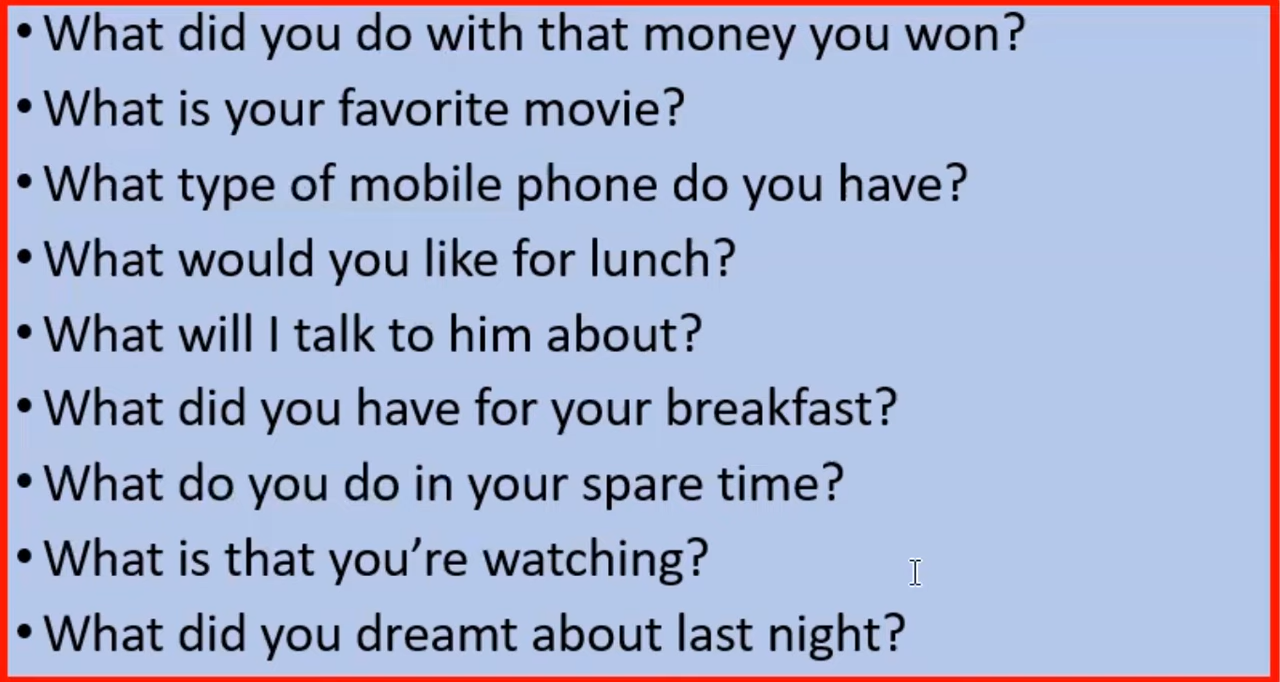 • What did you do with that money you won?
• What is your favorite movie?
• What type of mobile phone do you have?
• What would you like for lunch?
• What will I talk to him about?
• What did you have for your breakfast?
• What do you do in your spare time?
• What is that you’re watching?
• What did you dreamt about last night?